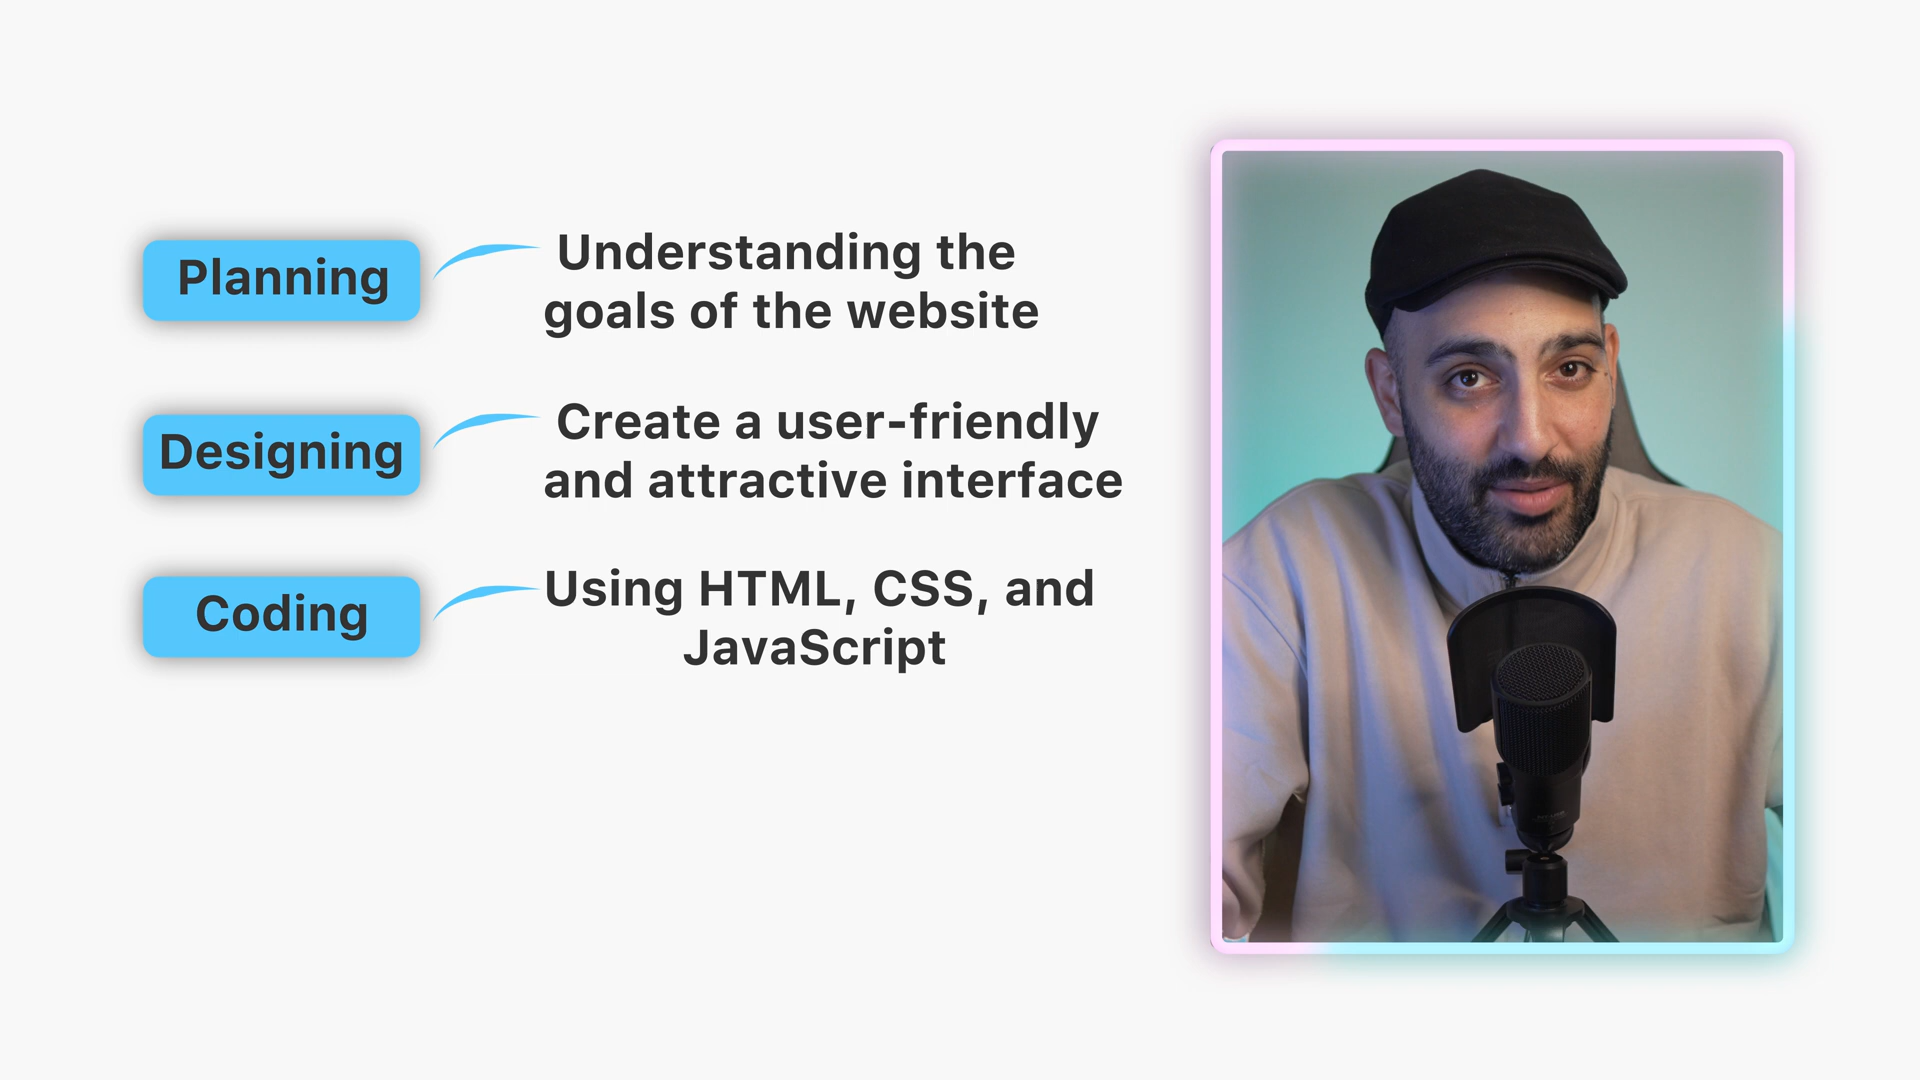 Planning
Understanding the
goals of the website
Designing
Create a user-friendly
and attractive interface
Coding
Using HTML, CSS, and
JavaScript